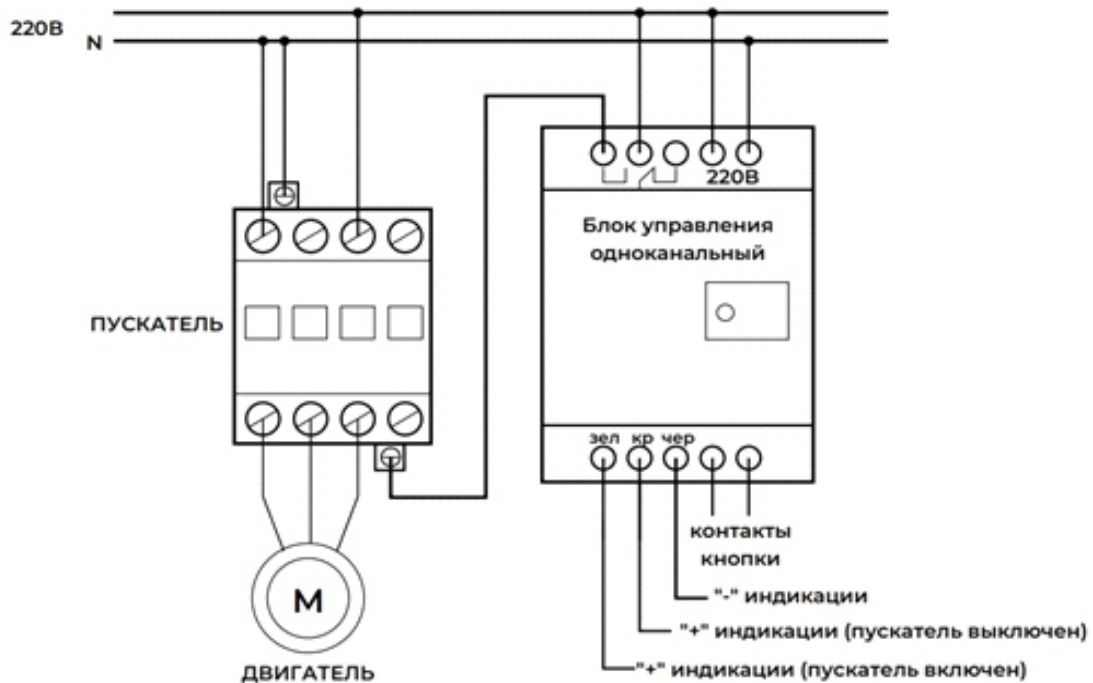 220В
N
220В
Блок управления
одноканальный
ПУСКАТЕЛЬ
зел кр чер
контакты
кнопки
"-" индикации
М
"+" индикации (пускатель выключен)
"+" индикации (пускатель включен)
ДВИГАТЕЛЬ